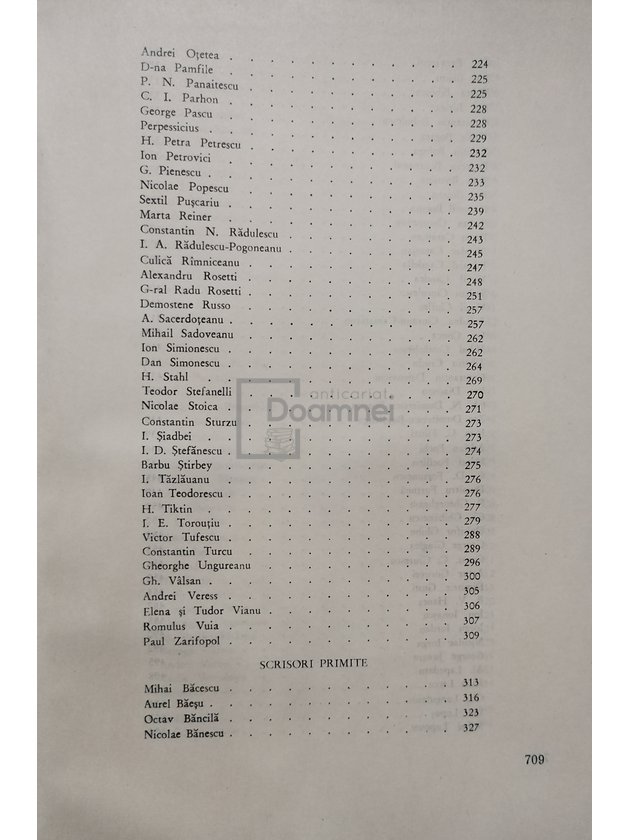 Andrei Oțetea . . . . . . . . . . . . 224
D-na Pamfile . . . . . . . . . . . . 225
P. N. Panaitescu . . . . . . . . . . . 225
C. I. Parhon . . . . . . . . . . . . 228
George Pascu . . . . . . . . . . . . 228
Perpessicius . . . . . . . . . . . . 229
H. Petra Petrescu . . . . . . . . . . . 232
Ion Petrovici . . . . . . . . . . . . 232
G. Pienescu . . . . . . . . . . . . 233
Nicolae Popescu . . . . . . . . . . . 235
Sextil Pușcariu . . . . . . . . . . . . 239
Marta Reiner . . . . . . . . . . . . 242
Constantin N. Rădulescu . . . . . . . . . 243
I. A. Rădulescu-Pogoneanu . . . . . . . . . 245
Culică Rîmniceanu . . . . . . . . . . . 247
Alexandru Rosetti . . . . . . . . . . . 248
G-ral Radu Rosetti . . . . . . . . . . . 251
Demostene Russo . . . . . . . . . . . 257
A. Sacerdoțeanu . . . . . . . . . . . . 257
Mihail Sadoveanu . . . . . . . . . . . 262
Ion Simionescu . . . . . . . . . . . . 262
Dan Simonescu . . . . . . . . . . . . 264
H. Stahl . . . . . . . . . . . . . 269
Teodor Stefanelli . . . . . . . . . . . 270
Nicolae Stoica . . . . . . . . . . . . 271
Constantin Sturzu . . . . . . . . . . . 273
I. Șiadbei . . . . . . . . . . . . . 273
I. D. Ștefănescu . . . . . . . . . . . . 274
Barbu Știrbey . . . . . . . . . . . . 275
I. Tăzlăuanu . . . . . . . . . . . . 276
Ioan Teodorescu . . . . . . . . . . . . 276
H. Tiktin . . . . . . . . . . . . . 277
I. E. Torouțiu . . . . . . . . . . . . 279
Victor Tufescu . . . . . . . . . . . . 288
Constantin Turcu . . . . . . . . . . . 289
Gheorghe Ungureanu . . . . . . . . . . 296
Gh. Vâlsan . . . . . . . . . . . . . 300
Andrei Veress . . . . . . . . . . . . 305
Elena și Tudor Vianu . . . . . . . . . . 306
Romulus Vuia . . . . . . . . . . . . 307
Paul Zarifopol . . . . . . . . . . . . 309
SCRISORI PRIMITE
Mihai Băcescu . . . . . . . . . . . . 313
Aurel Băeșu . . . . . . . . . . . . 316
Octav Băncilă . . . . . . . . . . . . 323
Nicolae Bănescu . . . . . . . . . . . . 327
709
anticariat
Doamnei